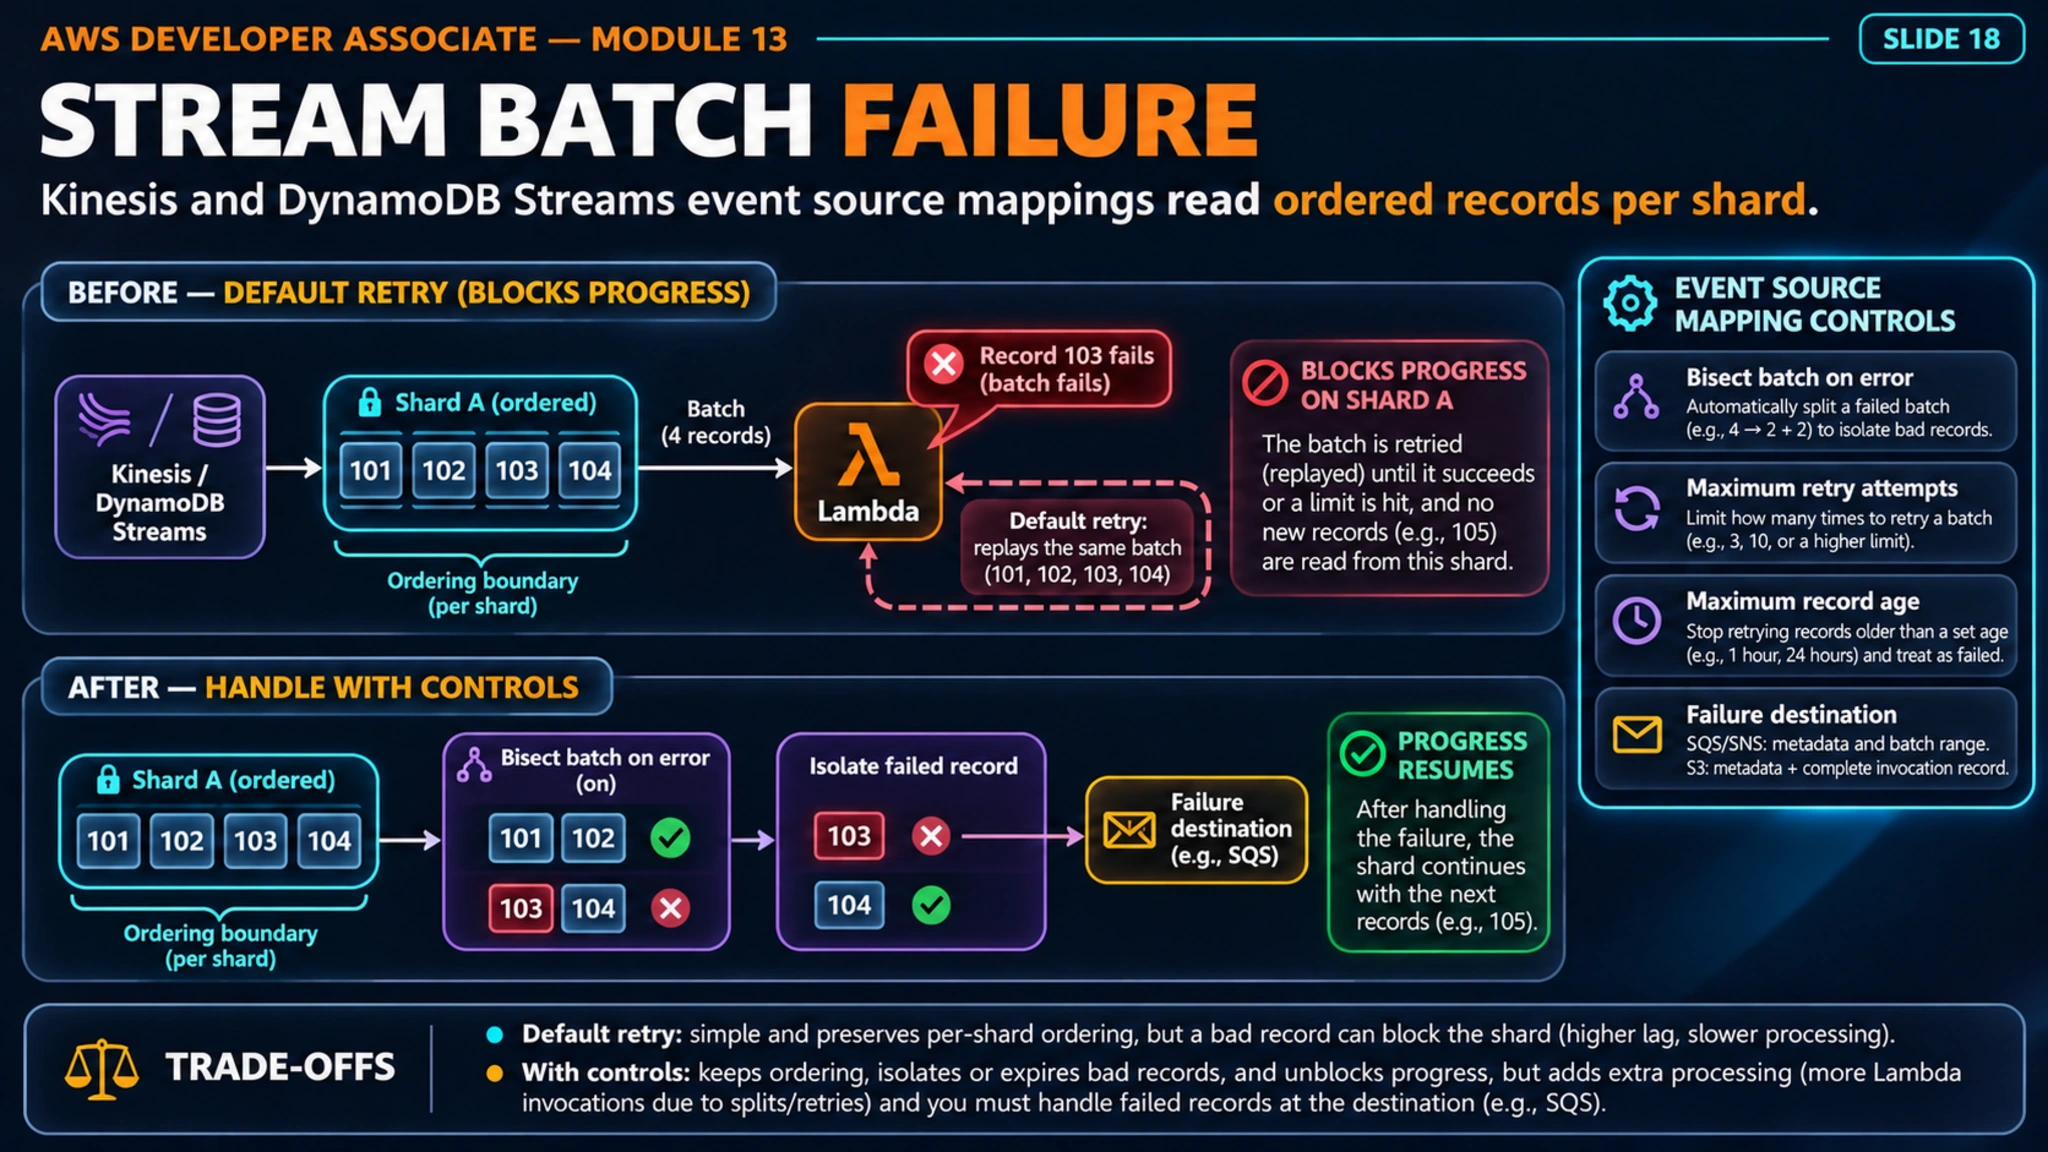 AWS DEVELOPER ASSOCIATE — MODULE 13
SLIDE 18
STREAM BATCH FAILURE
Kinesis and DynamoDB Streams event source mappings read ordered records per shard.
BEFORE — DEFAULT RETRY (BLOCKS PROGRESS)
Kinesis /
DynamoDB
Streams
Shard A (ordered)
101 102 103 104
Ordering boundary
(per shard)
Batch
(4 records)
Lambda
Record 103 fails
(batch fails)
Default retry:
replays the same batch
(101, 102, 103, 104)
BLOCKS PROGRESS
ON SHARD A
The batch is retried
(replayed) until it succeeds
or a limit is hit, and no
new records (e.g., 105)
are read from this shard.
AFTER — HANDLE WITH CONTROLS
Shard A (ordered)
101 102 103 104
Ordering boundary
(per shard)
Bisect batch on error
(on)
101 102
103 104
Isolate failed record
103
104
Failure
destination
(e.g., SQS)
PROGRESS
RESUMES
After handling
the failure, the
shard continues
with the next
records (e.g., 105).
EVENT SOURCE
MAPPING CONTROLS
Bisect batch on error
Automatically split a failed batch
(e.g., 4 → 2 + 2) to isolate bad records.
Maximum retry attempts
Limit how many times to retry a batch
(e.g., 3, 10, or a higher limit).
Maximum record age
Stop retrying records older than a set age
(e.g., 1 hour, 24 hours) and treat as failed.
Failure destination
SQS/SNS: metadata and batch range.
S3: metadata + complete invocation record.
TRADE-OFFS
Default retry: simple and preserves per-shard ordering, but a bad record can block the shard (higher lag, slower processing).
With controls: keeps ordering, isolates or expires bad records, and unblocks progress, but adds extra processing (more Lambda
invocations due to splits/retries) and you must handle failed records at the destination (e.g., SQS).